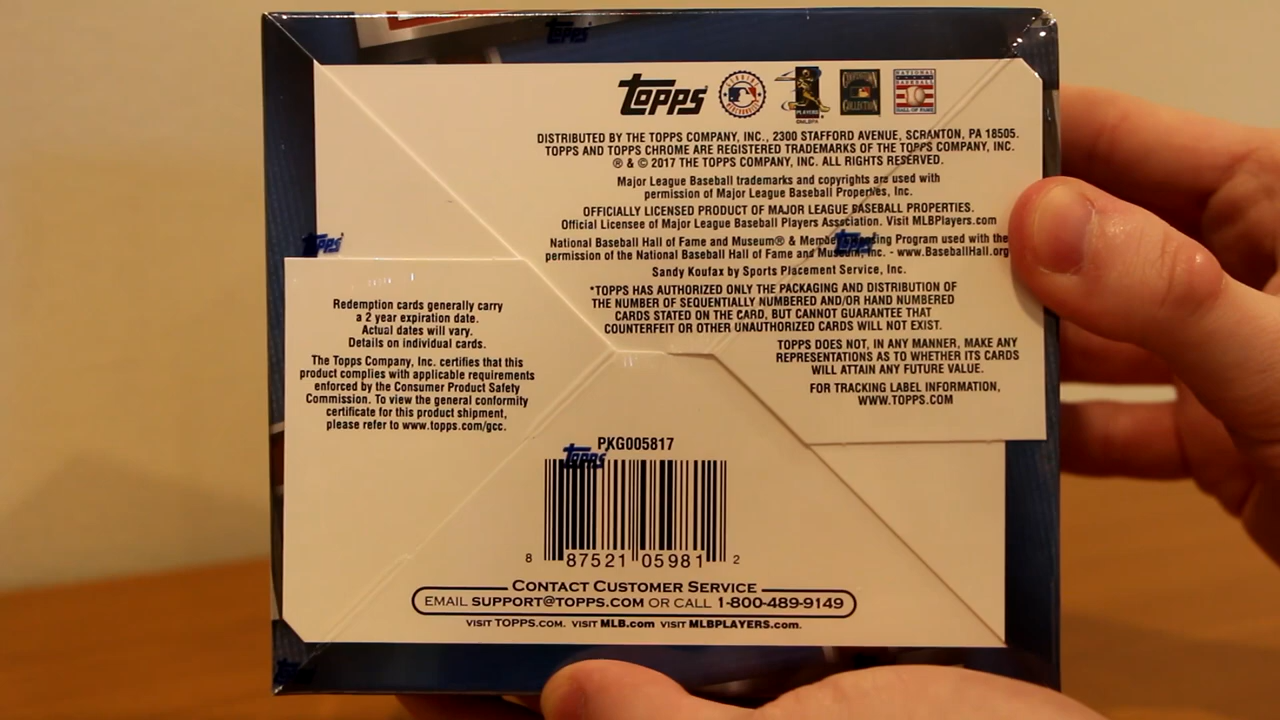 Topps
Topps
DISTRIBUTED BY THE TOPPS COMPANY, INC., 2300 STAFFORD AVENUE, SCRANTON, PA 18505.
TOPPS AND TOPPS CHROME ARE REGISTERED TRADEMARKS OF THE TOPPS COMPANY, INC.
® & © 2017 THE TOPPS COMPANY, INC. ALL RIGHTS RESERVED.
Major League Baseball trademarks and copyrights are used with
permission of Major League Baseball Properties, Inc.
OFFICIALLY LICENSED PRODUCT OF MAJOR LEAGUE BASEBALL PROPERTIES.
Official Licensee of Major League Baseball Players Association. Visit MLBPlayers.com
Topps
Topps
National Baseball Hall of Fame and Museum® & Licensing Program used with the
permission of the National Baseball Hall of Fame and Museum, Inc. - www.BaseballHall.org
Sandy Koufax by Sports Placement Service, Inc.
*TOPPS HAS AUTHORIZED ONLY THE PACKAGING AND DISTRIBUTION OF
THE NUMBER OF SEQUENTIALLY NUMBERED AND/OR HAND NUMBERED
CARDS STATED ON THE CARD, BUT CANNOT GUARANTEE THAT
COUNTERFEIT OR OTHER UNAUTHORIZED CARDS WILL NOT EXIST.
TOPPS DOES NOT, IN ANY MANNER, MAKE ANY
REPRESENTATIONS AS TO WHETHER ITS CARDS
WILL ATTAIN ANY FUTURE VALUE.
FOR TRACKING LABEL INFORMATION,
WWW.TOPPS.COM
Redemption cards generally carry
a 2 year expiration date.
Actual dates will vary.
Details on individual cards.
The Topps Company, Inc. certifies that this
product complies with applicable requirements
enforced by the Consumer Product Safety
Commission. To view the general conformity
certificate for this product shipment,
please refer to www.topps.com/gcc.
PKG005817
Topps
8 87521 05981 2
CONTACT CUSTOMER SERVICE
EMAIL SUPPORT@TOPPS.COM OR CALL 1-800-489-9149
VISIT TOPPS.COM. VISIT MLB.com VISIT MLBPLAYERS.com.